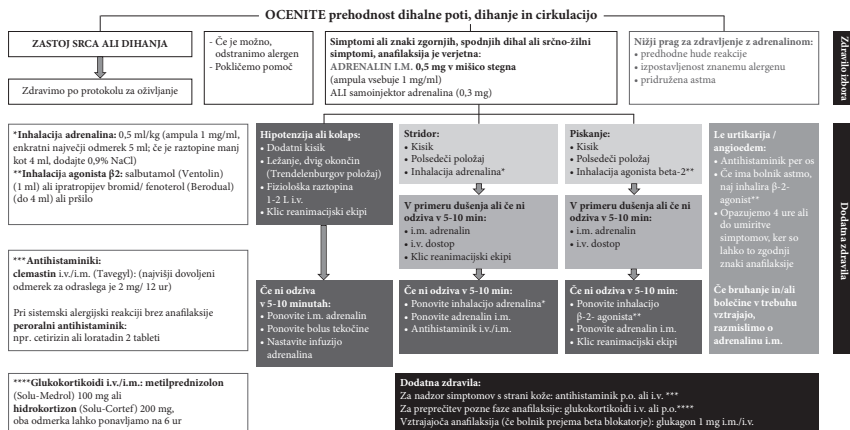 OCENITE prehodnost dihalne poti, dihanje in cirkulacijo
ZASTOJ SRCA ALI DIHANJA
Zdravimo po protokolu za oživljanje
- Če je možno,
odstranimo alergen
- Pokličemo pomoč
Simptomi ali znaki zgornjih, spodnjih dihal ali srčno-žilni
simptomi, anafilaksija je verjetna:
ADRENALIN I.M. 0,5 mg v mišico stegna
(ampula vsebuje 1 mg/ml)
ALI samoinjektor adrenalina (0,3 mg)
Nižji prag za zdravljenje z adrenalinom:
• predhodne hude reakcije
• izpostavljenost znanemu alergenu
• pridružena astma
Zdravilo izbora
*Inhalacija adrenalina: 0,5 ml/kg (ampula 1 mg/ml,
enkratni največji odmerek 5 ml; če je raztopine manj
kot 4 ml, dodajte 0,9% NaCl)
**Inhalacija agonista β2: salbutamol (Ventolin)
(1 ml) ali ipratropijev bromid/ fenoterol (Berodual)
(do 4 ml) ali pršilo
Hipotenzija ali kolaps:
• Dodatni kisik
• Ležanje, dvig okončin
(Trendelenburgov položaj)
• Fiziološka raztopina
1-2 L i.v.
• Klic reanimacijski ekipi
Stridor:
• Kisik
• Polsedeči položaj
• Inhalacija adrenalina*
Piskanje:
• Kisik
• Polsedeči položaj
• Inhalacija agonista beta-2**
Le urtikarija /
angioedem:
• Antihistaminik per os
• Če ima bolnik astmo,
naj inhalira β-2-
agonist**
• Opazujemo 4 ure ali
do umiritve
simptomov, ker so
lahko to zgodnji
znaki anafilaksije
Če bruhanje in/ali
bolečine v trebuhu
vztrajajo,
razmislimo o
adrenalinu i.m.
Dodatna zdravila
V primeru dušenja ali če ni
odziva v 5-10 min:
• i.m. adrenalin
• i.v. dostop
• Klic reanimacijski ekipi
V primeru dušenja ali če ni
odziva v 5-10 min:
• i.m. adrenalin
• i.v. dostop
***Antihistaminiki:
clemastin i.v./i.m. (Tavegyl): (najvišji dovoljeni
odmerek za odraslega je 2 mg/ 12 ur)
Pri sistemski alergijski reakciji brez anafilaksije
peroralni antihistaminik:
npr. cetirizin ali loratadin 2 tableti
Če ni odziva
v 5-10 minutah:
• Ponovite i.m. adrenalin
• Ponovite bolus tekočine
• Nastavite infuzijo
adrenalina
Če ni odziva v 5-10 min:
• Ponovite inhalacijo adrenalina*
• Ponovite adrenalin i.m.
• Antihistaminik i.v./i.m.
Če ni odziva v 5-10 min:
• Ponovite inhalacijo
β-2- agonista**
• Ponovite adrenalin i.m.
• Klic reanimacijski ekipi
****Glukokortikoidi i.v./i.m.: metilprednizolon
(Solu-Medrol) 100 mg ali
hidrokortizon (Solu-Cortef) 200 mg,
oba odmerka lahko ponavljamo na 6 ur
Dodatna zdravila:
Za nadzor simptomov s strani kože: antihistaminik p.o. ali i.v. ***
Za preprečitev pozne faze anafilaksije: glukokortikoidi i.v. ali p.o.****
Vztrajajoča anafilaksija (če bolnik prejema beta blokatorje): glukagon 1 mg i.m./i.v.